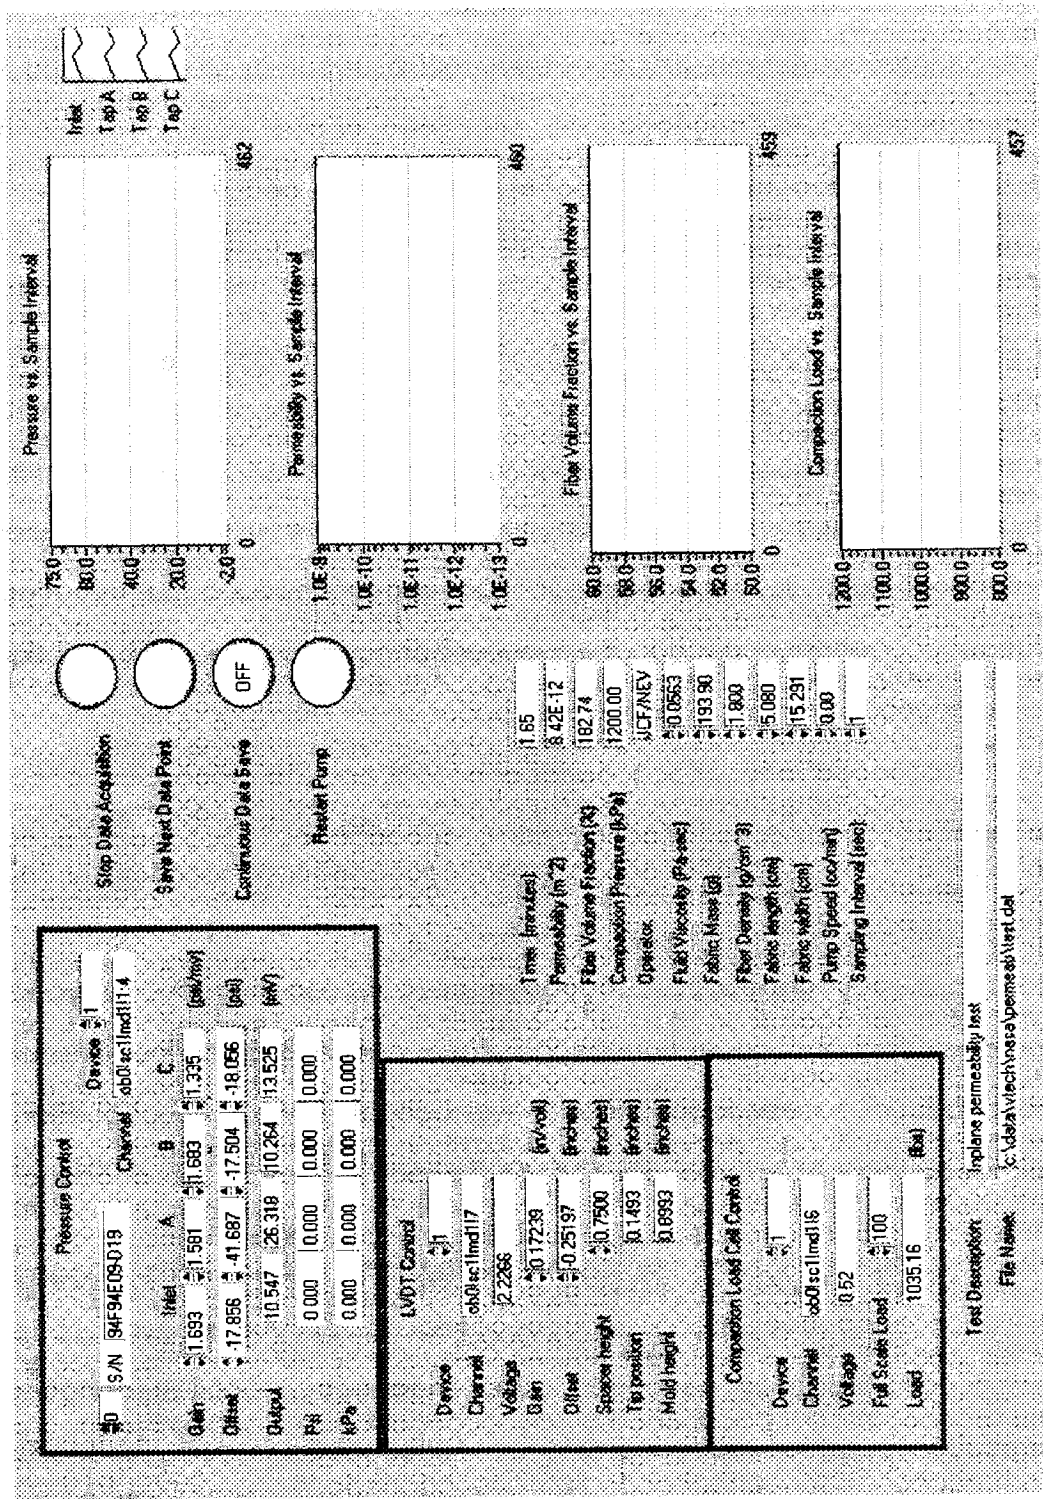 Pressure Control
Device 1
0 S/N 94F94E09-D19 Channel ob0!sc1!md1!1:4
Inlet A B C
Gain 1.693 1.581 1.683 1.335 (psi/mv)
Offset -17.856 -41.687 -17.504 -18.056 (psi)
Output 10.547 26.318 10.264 13.525 (mV)
PSI 0.000 0.000 0.000 0.000
kPa 0.000 0.000 0.000 0.000
LVDT Control
Device 1
Channel ob0!sc1!md1!7
Voltage 2.2266
Gain 0.17239 (in/volt)
Offset -0.25197 (inches)
Spacer height 0.7500 (inches)
Tip position 0.1493 (inches)
Mold height 0.8993 (inches)
Compaction Load Cell Control
Device 1
Channel ob0!sc1!md1!6
Voltage 0.52
Full Scale Load 100
Load 1035.16 (lbs)
Stop Data Acquisition
Save Next Data Point
Continuous Data Save OFF
Restart Pump
Time (minutes) 1.65
Permeability (m^2) 8.42E-12
Fiber Volume Fraction (%) 182.74
Compaction Pressure (kPa) 1200.00
Operator JCF/NEV
Fluid Viscosity (Pa-sec) 0.0563
Fabric Mass (g) 193.90
Fiber Density (g/cm^3) 1.800
Fabric length (cm) 5.080
Fabric width (cm) 15.291
Pump Speed (cc/min) 0.00
Sampling Interval (sec) 1
Test Description: Inplane permeability test
File Name: c:\data\vlach\nasa\permeab\test.dat
Pressure vs. Sample Interval
75.0
60.0
40.0
20.0
-2.0
0 462
Inlet
Tap A
Tap B
Tap C
Permeability vs. Sample Interval
1.0E-9
1.0E-10
1.0E-11
1.0E-12
1.0E-13
0 460
Fiber Volume Fraction vs. Sample Interval
60.0
58.0
56.0
54.0
52.0
50.0
0 459
Compaction Load vs. Sample Interval
1200.0
1100.0
1000.0
900.0
800.0
0 457